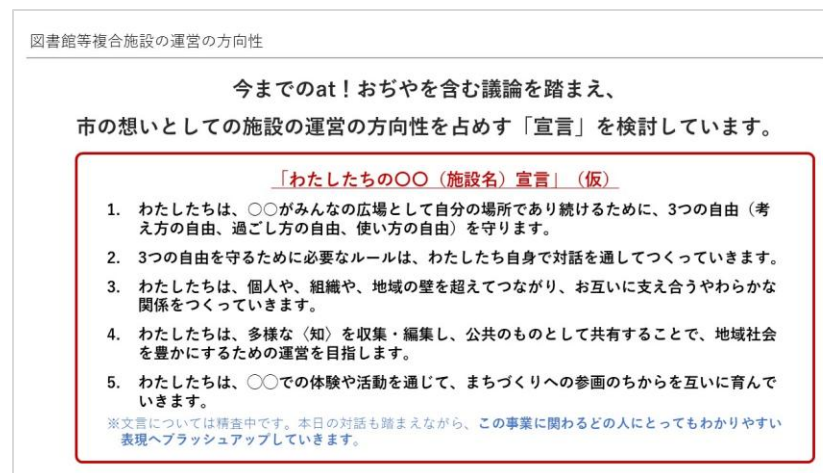 図書館等複合施設の運営の方向性
今までのat！おぢやを含む議論を踏まえ、
市の想いとしての施設の運営の方向性を占めす「宣言」を検討しています。
「わたしたちの〇〇（施設名）宣言」（仮）
1. わたしたちは、〇〇がみんなの広場として自分の場所であり続けるために、3つの自由（考
え方の自由、過ごし方の自由、使い方の自由）を守ります。
2. 3つの自由を守るために必要なルールは、わたしたち自身で対話を通してつくっていきます。
3. わたしたちは、個人や、組織や、地域の壁を超えてつながり、お互いに支え合うやわらかな
関係をつくっていきます。
4. わたしたちは、多様な〈知〉を収集・編集し、公共のものとして共有することで、地域社会
を豊かにするための運営を目指します。
5. わたしたちは、〇〇での体験や活動を通じて、まちづくりへの参画のちからを互いに育んで
いきます。
※文言については精査中です。本日の対話も踏まえながら、この事業に関わるどの人にとってもわかりやすい
表現へブラッシュアップしていきます。